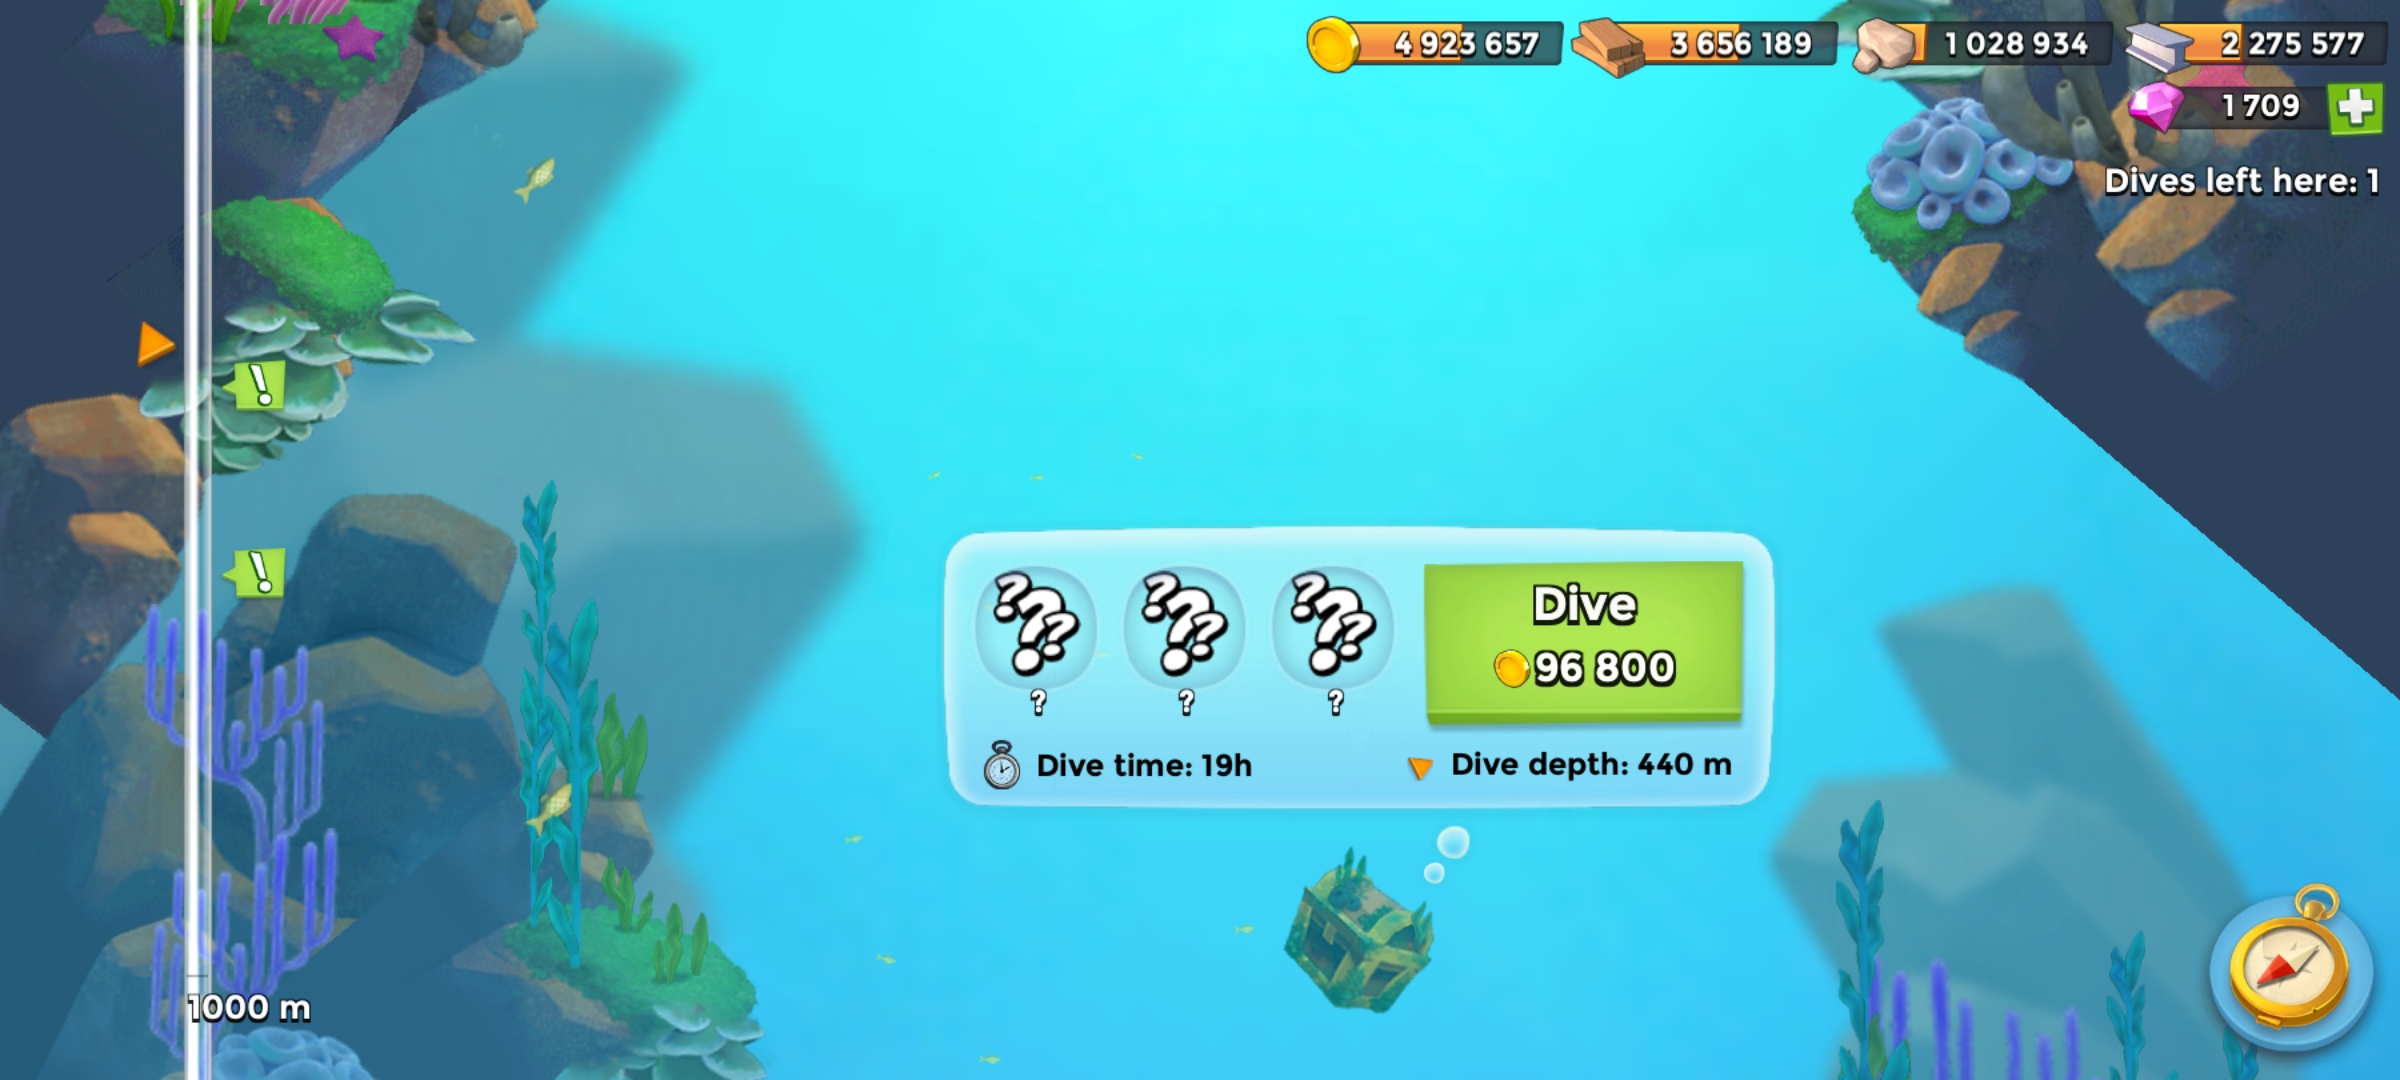 4 923 657
3 656 189
1 028 934
2 275 577
1 709
Dives left here: 1
!
!
? ? ?
Dive
96 800
Dive time: 19h
Dive depth: 440 m
1000 m